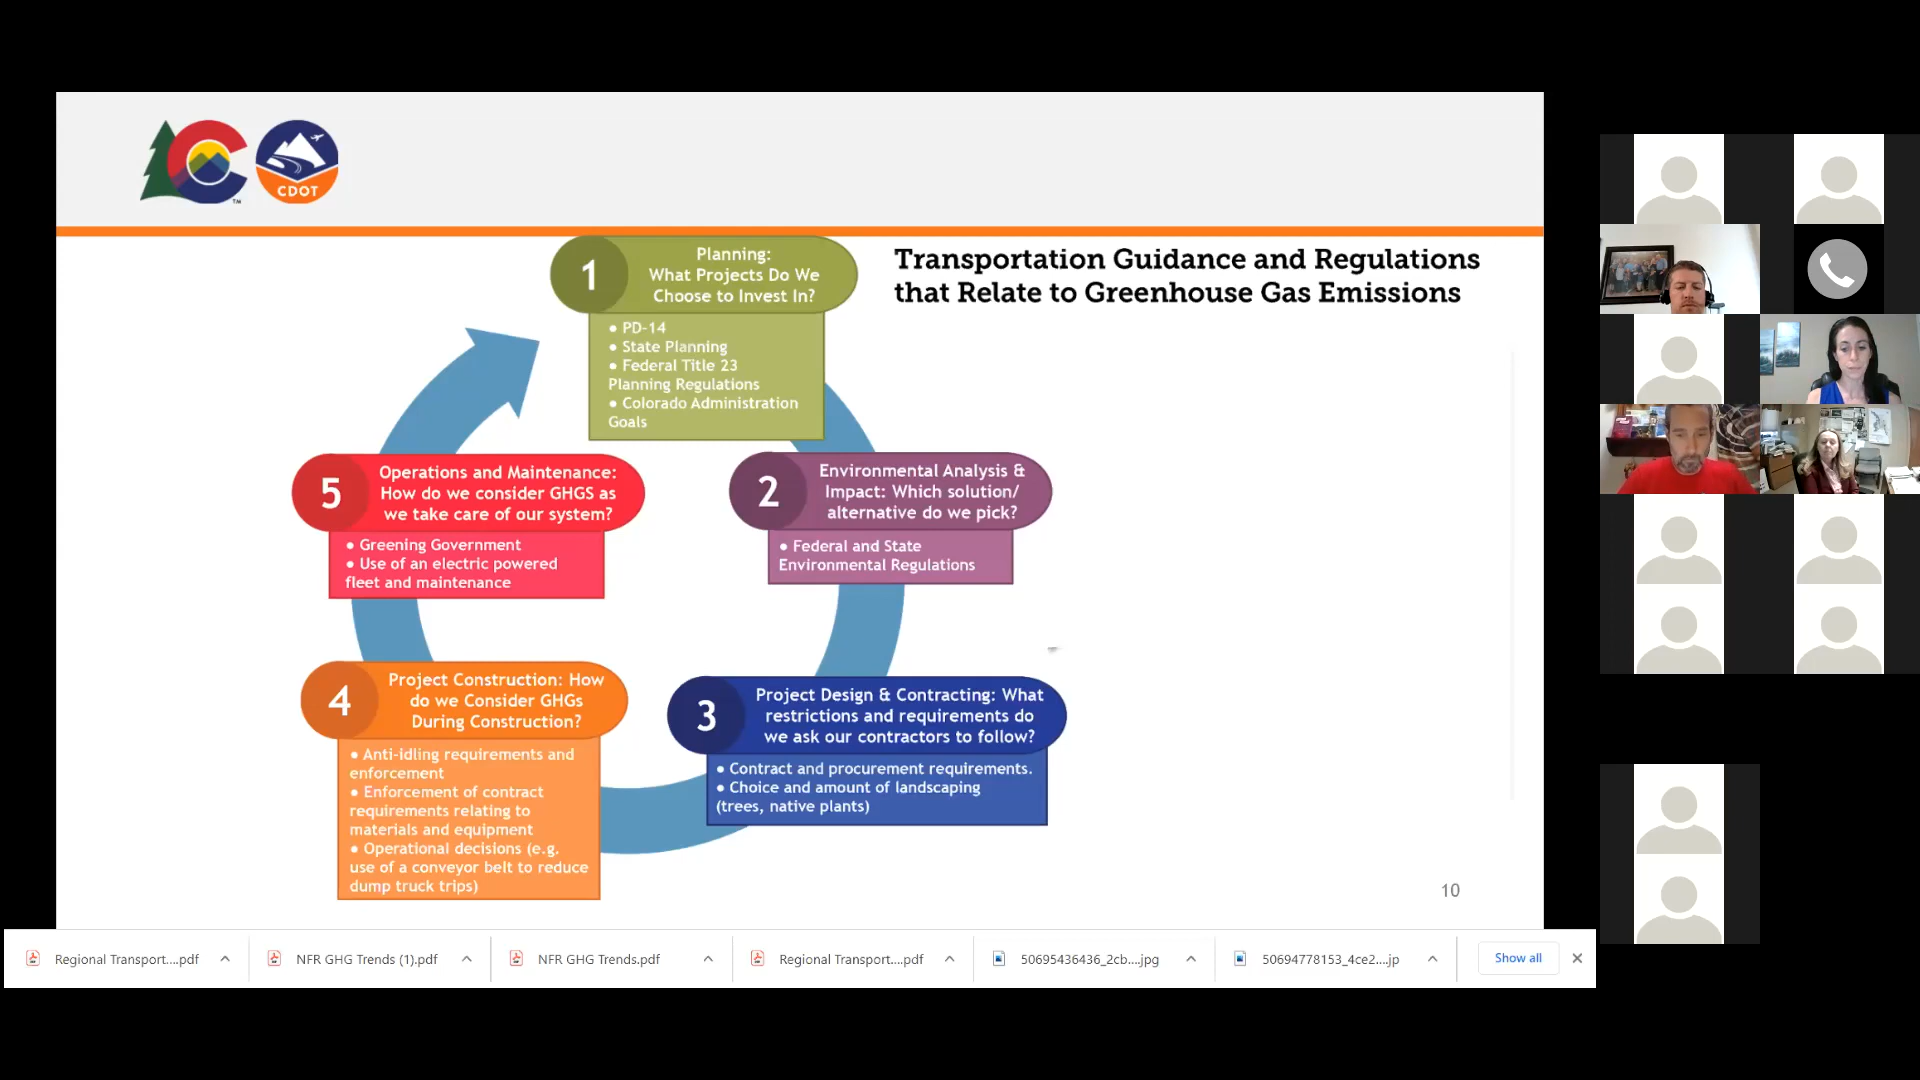 CDOT
TM
Transportation Guidance and Regulations
that Relate to Greenhouse Gas Emissions
1
Planning:
What Projects Do We
Choose to Invest In?
● PD-14
● State Planning
● Federal Title 23
Planning Regulations
● Colorado Administration
Goals
2
Environmental Analysis &
Impact: Which solution/
alternative do we pick?
● Federal and State
Environmental Regulations
3
Project Design & Contracting: What
restrictions and requirements do
we ask our contractors to follow?
● Contract and procurement requirements.
● Choice and amount of landscaping
(trees, native plants)
4
Project Construction: How
do we Consider GHGs
During Construction?
● Anti-idling requirements and
enforcement
● Enforcement of contract
requirements relating to
materials and equipment
● Operational decisions (e.g.
use of a conveyor belt to reduce
dump truck trips)
5
Operations and Maintenance:
How do we consider GHGS as
we take care of our system?
● Greening Government
● Use of an electric powered
fleet and maintenance
10
Regional Transport....pdf
NFR GHG Trends (1).pdf
NFR GHG Trends.pdf
Regional Transport....pdf
50695436436_2cb....jpg
50694778153_4ce2....jp
Show all